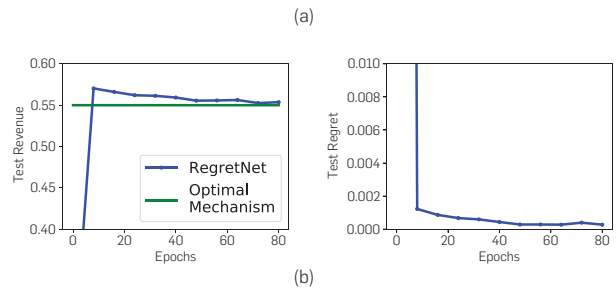 (a)
0.60
0.55
0.50
0.45
0.40
Test Revenue
RegretNet
Optimal
Mechanism
0 20 40 60 80
Epochs
0.010
0.008
0.006
0.004
0.002
0.000
Test Regret
0 20 40 60 80
Epochs
(b)